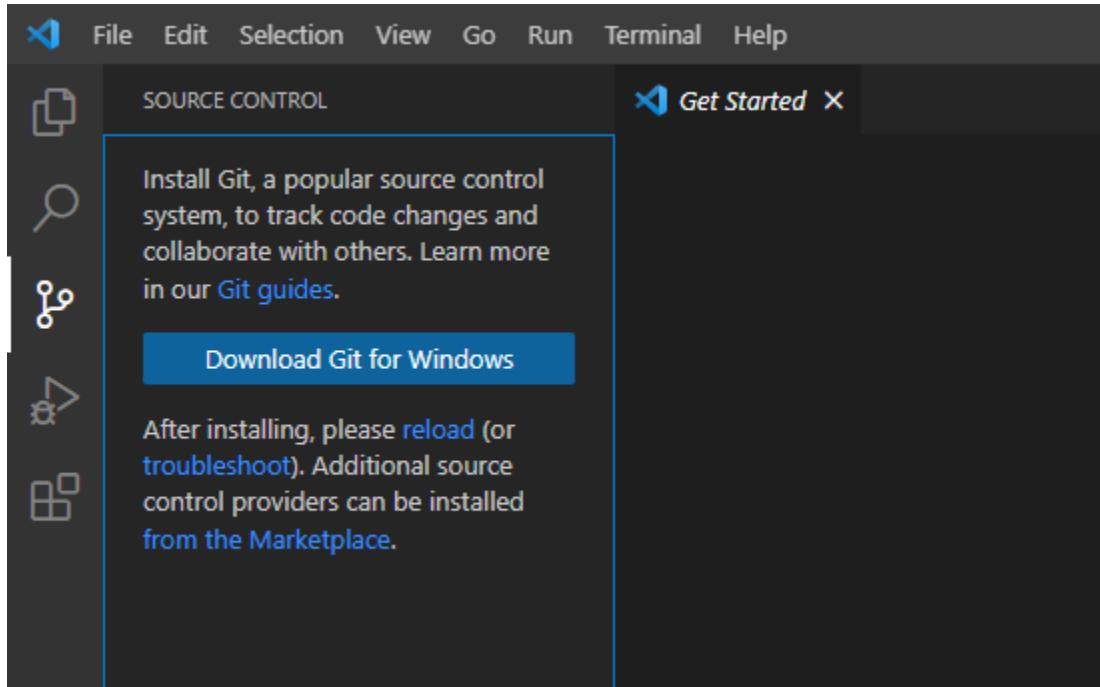 File Edit Selection View Go Run Terminal Help
SOURCE CONTROL
Get Started
Install Git, a popular source control
system, to track code changes and
collaborate with others. Learn more
in our Git guides.
Download Git for Windows
After installing, please reload (or
troubleshoot). Additional source
control providers can be installed
from the Marketplace.